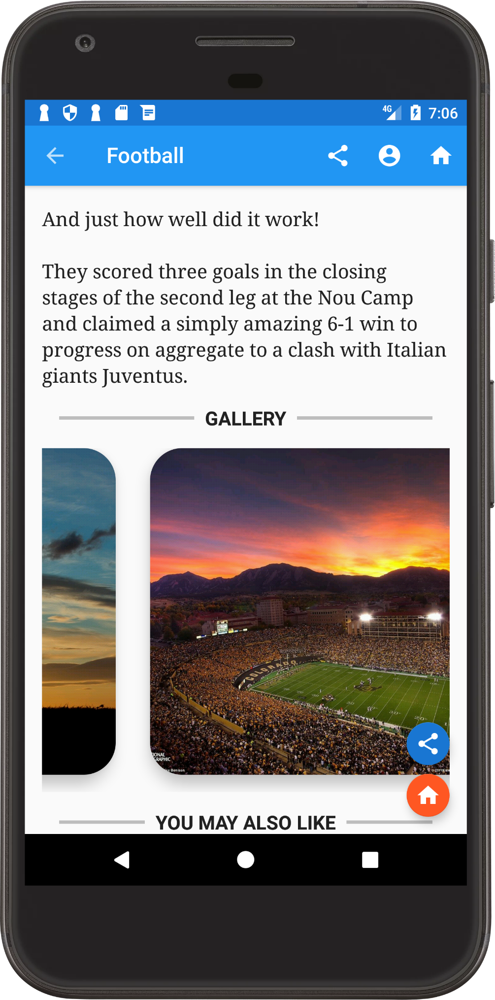 4G 7:06
Football
And just how well did it work!
They scored three goals in the closing
stages of the second leg at the Nou Camp
and claimed a simply amazing 6-1 win to
progress on aggregate to a clash with Italian
giants Juventus.
GALLERY
COLORADO
YOU MAY ALSO LIKE